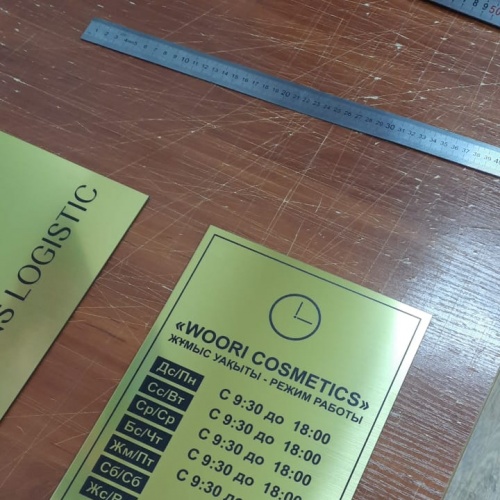 S LOGISTIC
«WOORI COSMETICS»
ЖҰМЫС УАҚЫТЫ - РЕЖИМ РАБОТЫ
Дс/Пн С 9:30 до 18:00
Сс/Вт С 9:30 до 18:00
Ср/Ср С 9:30 до 18:00
Бс/Чт С 9:30 до 18:00
Жм/Пт С 9:30 до
Сб/Сб
Жс/В